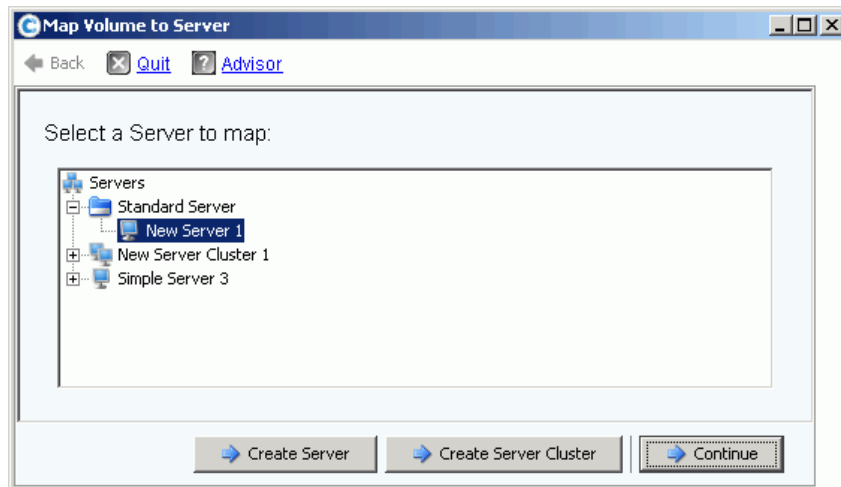 Map Volume to Server
Back Quit Advisor
Select a Server to map:
Servers
Standard Server
New Server 1
New Server Cluster 1
Simple Server 3
Create Server Create Server Cluster Continue